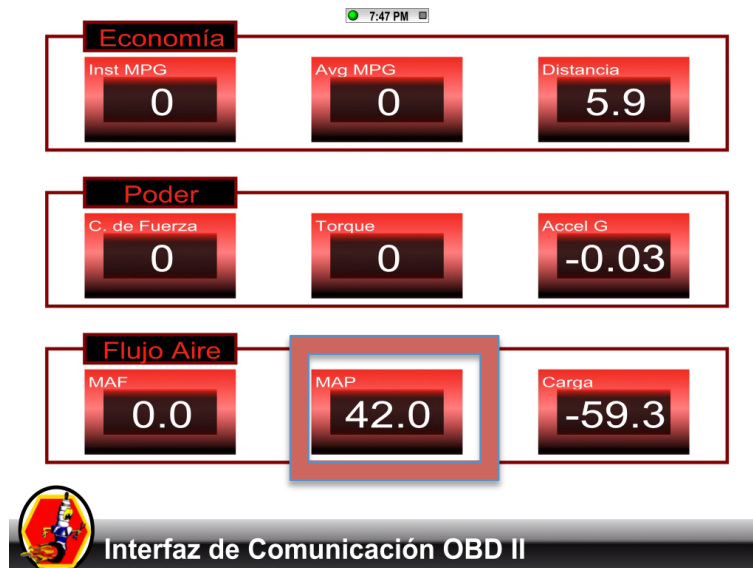 7:47 PM
Economía
Inst MPG
Avg MPG
Distancia
0
0
5.9
Poder
C. de Fuerza
Torque
Accel G
0
0
-0.03
Flujo Aire
MAF
MAP
Carga
0.0
42.0
-59.3
Interfaz de Comunicación OBD II